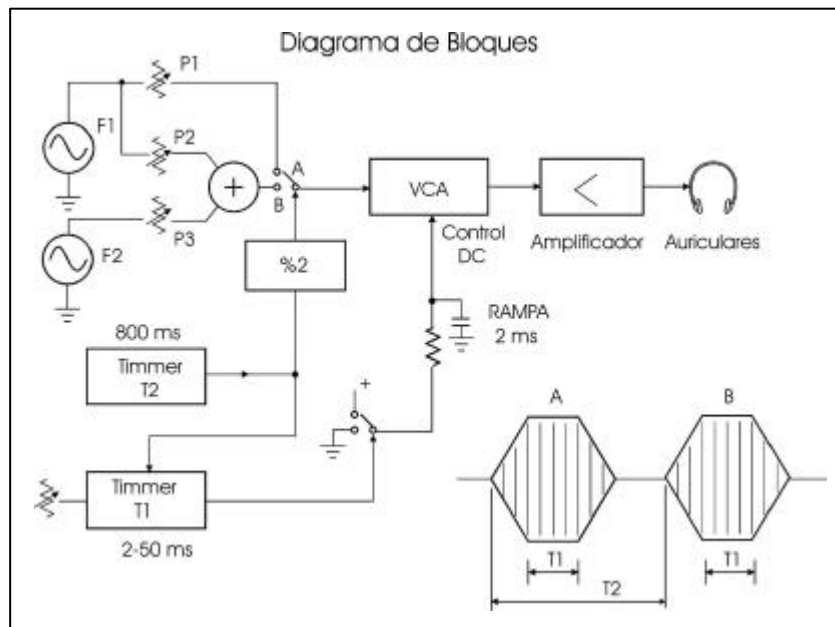 Diagrama de Bloques
P1
F1
P2
A
B
P3
F2
VCA
Control
DC
Amplificador
Auriculares
%2
RAMPA
2 ms
800 ms
Timmer
T2
+
A
B
Timmer
T1
2-50 ms
T1
T1
T2